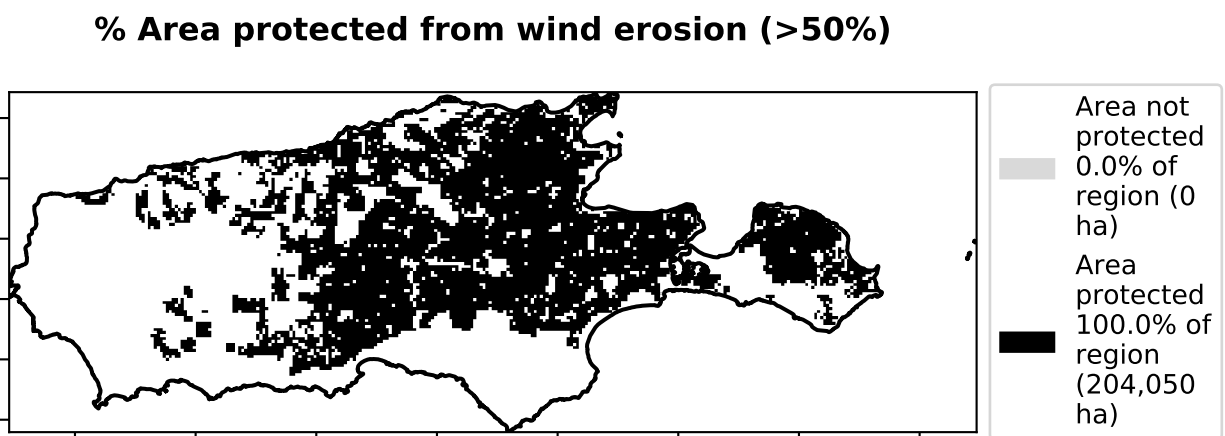 % Area protected from wind erosion (>50%)
Area not
protected
0.0% of
region (0
ha)
Area
protected
100.0% of
region
(204,050
ha)